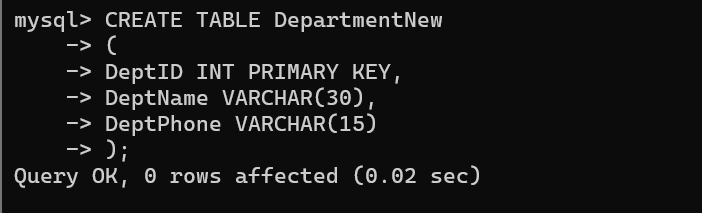 mysql> CREATE TABLE DepartmentNew
    -> (
    -> DeptID INT PRIMARY KEY,
    -> DeptName VARCHAR(30),
    -> DeptPhone VARCHAR(15)
    -> );
Query OK, 0 rows affected (0.02 sec)